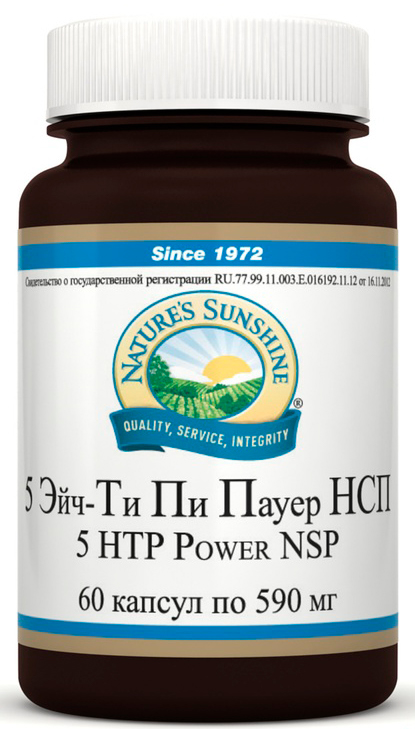 Since 1972
Свидетельство о государственной регистрации RU.77.99.11.003.Е.016192.11.12 от 16.11.2012
NATURE'S SUNSHINE
®
QUALITY, SERVICE, INTEGRITY
5 Эйч-Ти Пи Пауер НСП
5 HTP POWER NSP
60 капсул по 590 мг